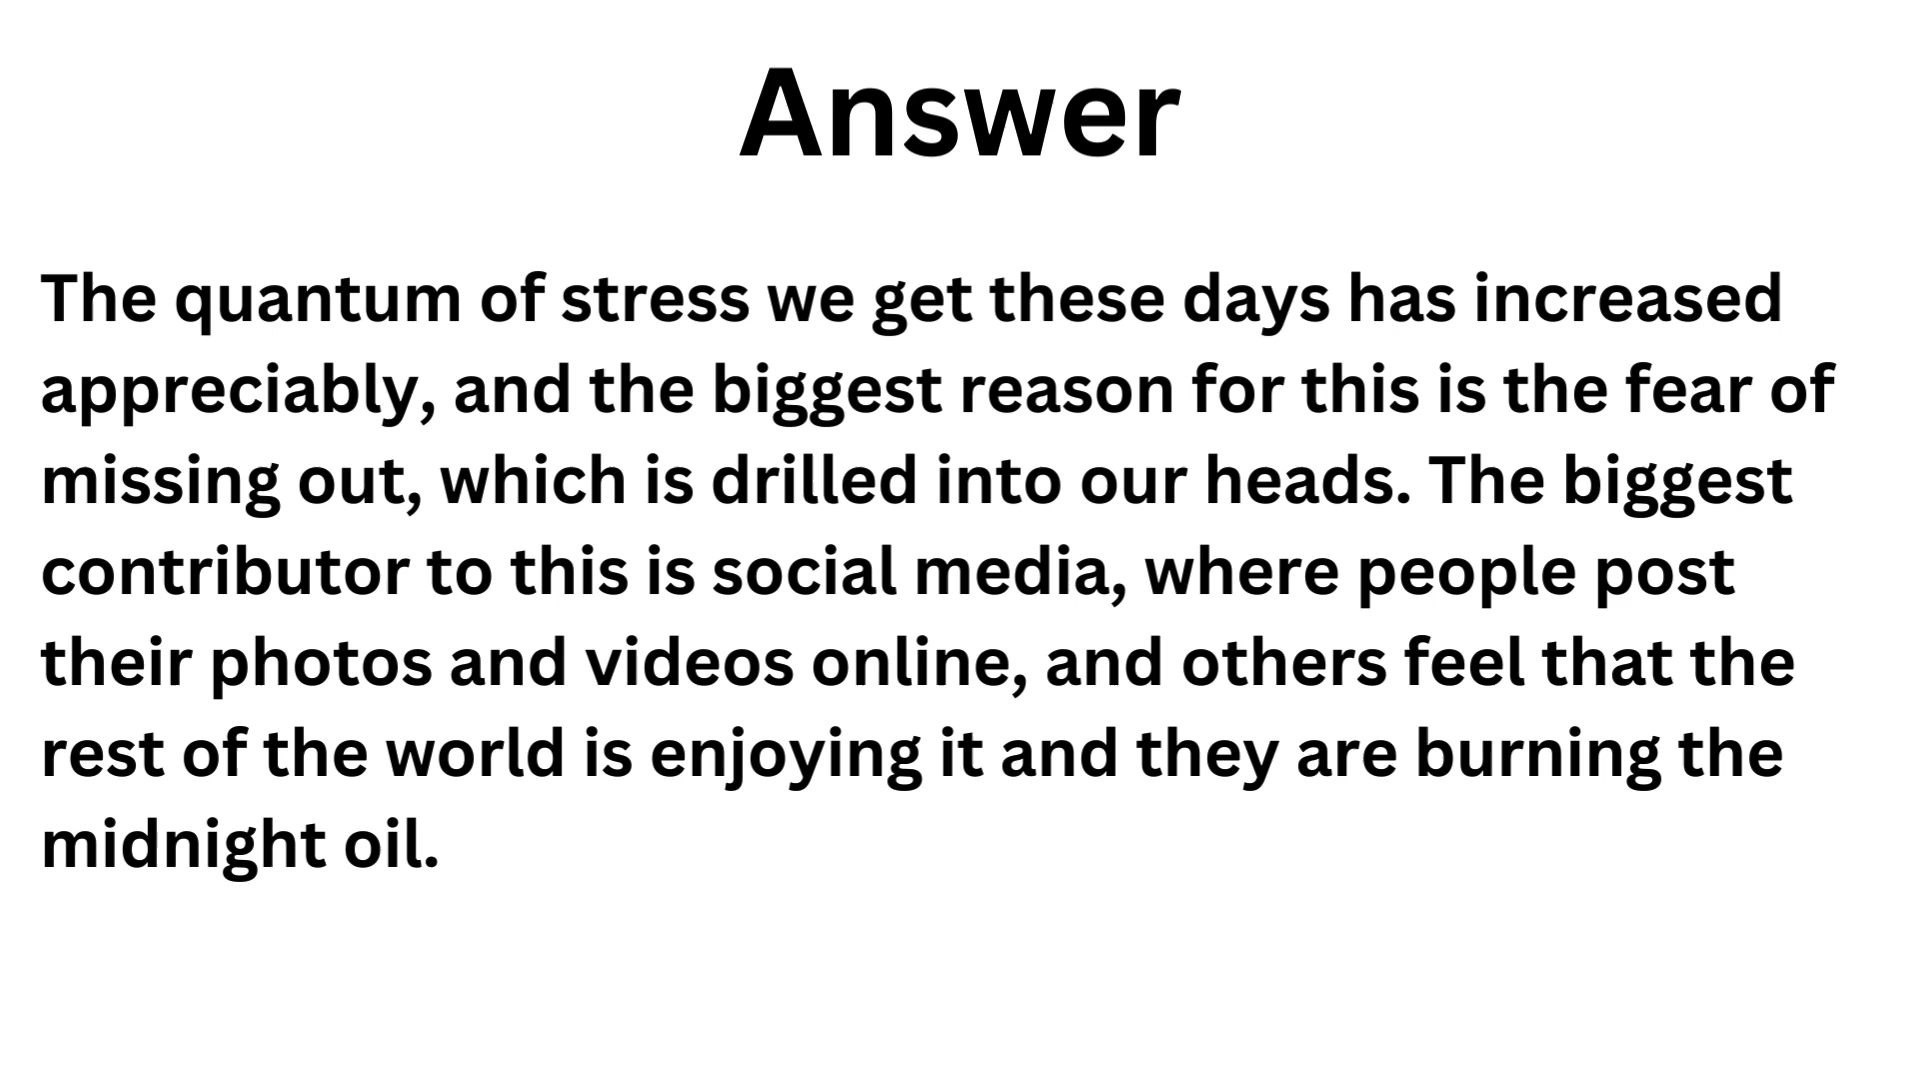 Answer
The quantum of stress we get these days has increased
appreciably, and the biggest reason for this is the fear of
missing out, which is drilled into our heads. The biggest
contributor to this is social media, where people post
their photos and videos online, and others feel that the
rest of the world is enjoying it and they are burning the
midnight oil.